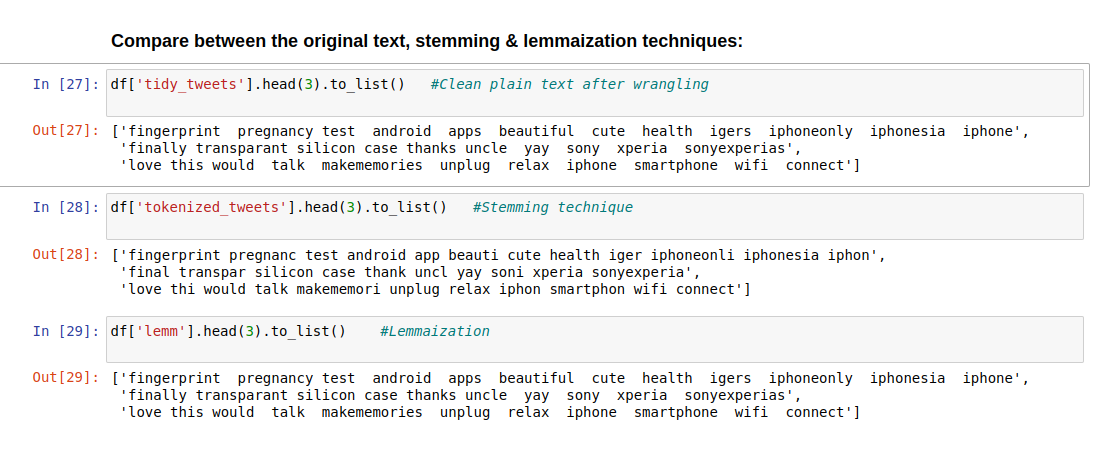 Compare between the original text, stemming & lemmaization techniques:
In [27]: df['tidy_tweets'].head(3).to_list()   #Clean plain text after wrangling
Out[27]: ['fingerprint  pregnancy test  android  apps  beautiful  cute  health  igers  iphoneonly  iphonesia  iphone',
 'finally transparant silicon case thanks uncle  yay  sony  xperia  sonyexperias',
 'love this would  talk  makememories  unplug  relax  iphone  smartphone  wifi  connect']
In [28]: df['tokenized_tweets'].head(3).to_list()   #Stemming technique
Out[28]: ['fingerprint pregnanc test android app beauti cute health iger iphoneonli iphonesia iphon',
 'final transpar silicon case thank uncl yay soni xperia sonyexperia',
 'love thi would talk makememori unplug relax iphon smartphon wifi connect']
In [29]: df['lemm'].head(3).to_list()    #Lemmaization
Out[29]: ['fingerprint  pregnancy test  android  apps  beautiful  cute  health  igers  iphoneonly  iphonesia  iphone',
 'finally transparant silicon case thanks uncle  yay  sony  xperia  sonyexperias',
 'love this would  talk  makememories  unplug  relax  iphone  smartphone  wifi  connect']